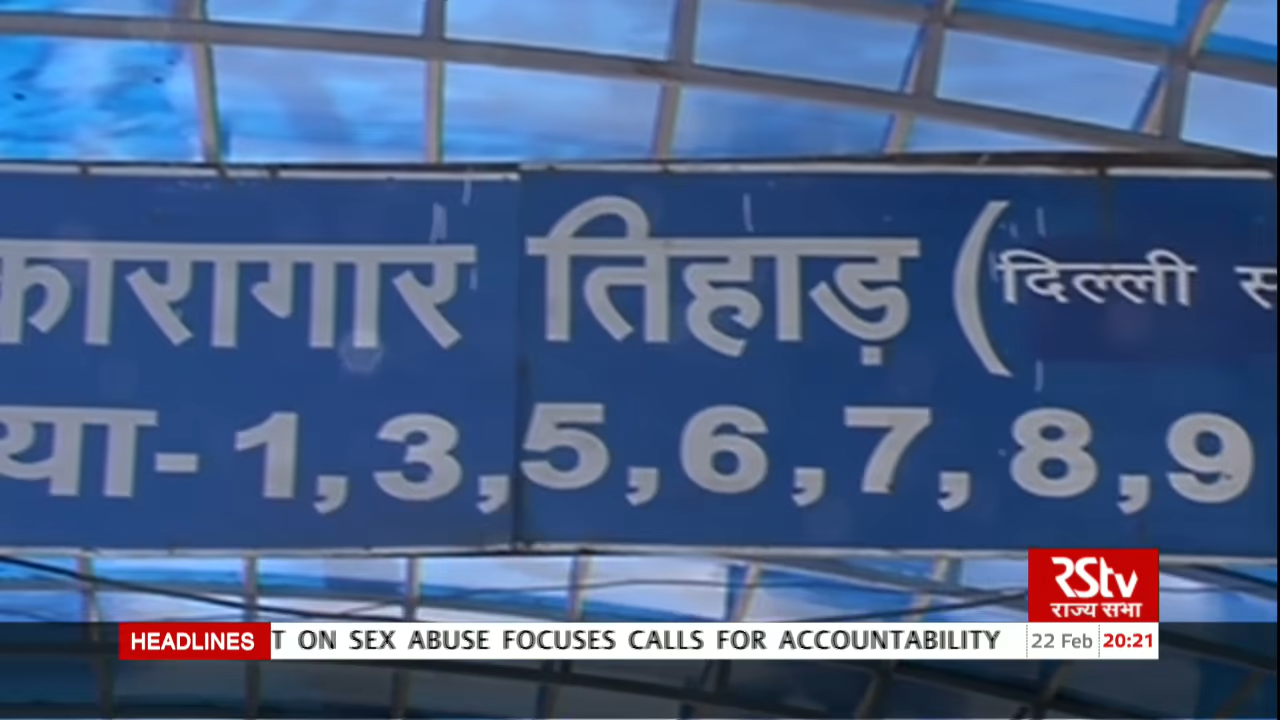 कारागार तिहाड़ (दिल्ली स
या-1,3,5,6,7,8,9
RStv
राज्य सभा
HEADLINES T ON SEX ABUSE FOCUSES CALLS FOR ACCOUNTABILITY 22 Feb 20:21